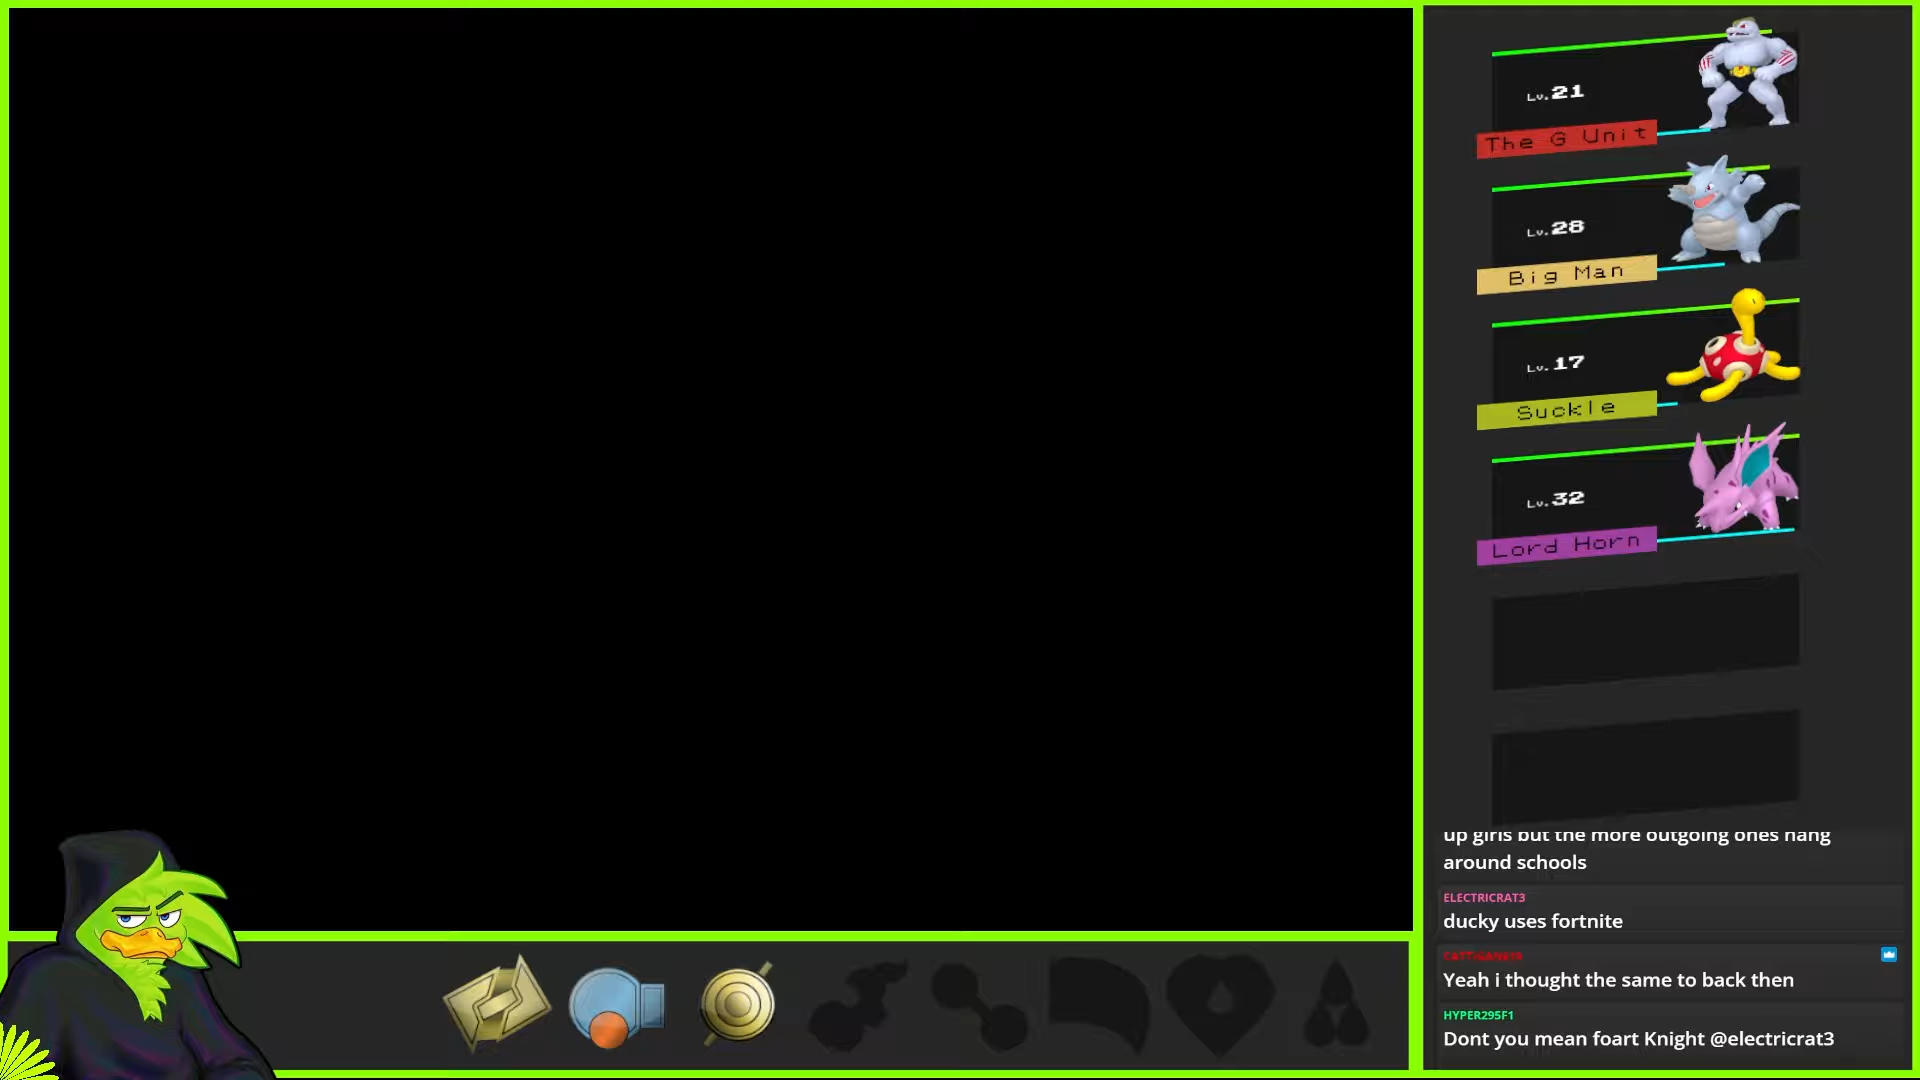 Lv.21
The G Unit
Lv.28
Big Man
Lv.17
Suckle
Lv.32
Lord Horn
up girls but the more outgoing ones hang
around schools
ELECTRICRAT3
ducky uses fortnite
Yeah i thought the same to back then
HYPER295F1
Dont you mean foart Knight @electricrat3